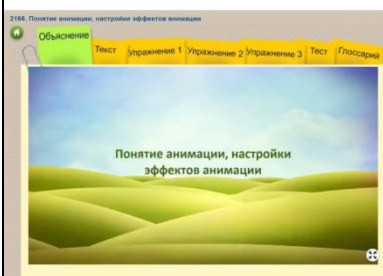 2166. Понятие анимации, настройки эффектов анимации
Объяснение
Текст
Упражнение 1
Упражнение 2
Упражнение 3
Тест
Глоссарий
Понятие анимации, настройки
эффектов анимации